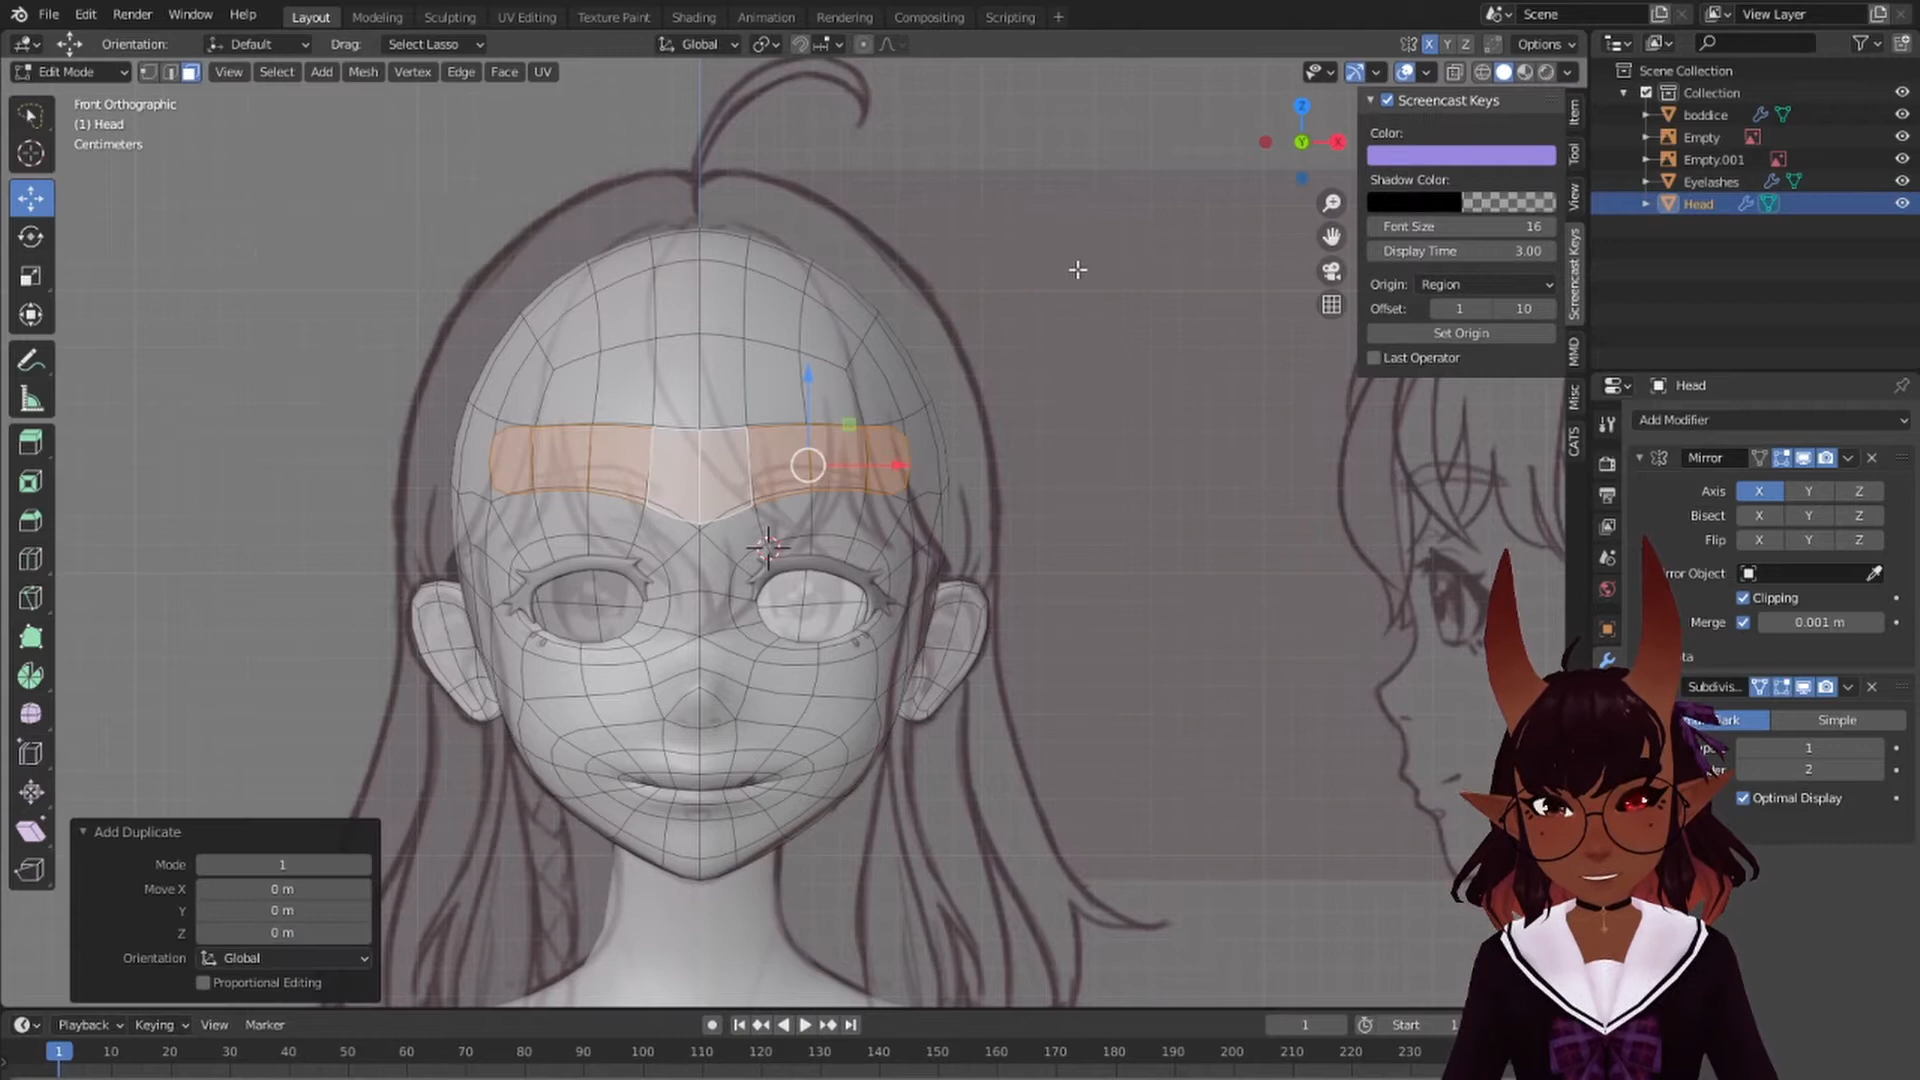 File Edit Render Window Help Layout Modeling Sculpting UV Editing Texture Paint Shading Animation Rendering Compositing Scripting + Scene View Layer
Orientation: Default Drag: Select Lasso Global X Y Z Options
Edit Mode View Select Add Mesh Vertex Edge Face UV
Front Orthographic
(1) Head
Centimeters
Z
Y
X
Screencast Keys
Color:
Shadow Color:
Font Size 16
Display Time 3.00
Origin: Region
Offset: 1 10
Set Origin
Last Operator
Item
Tool
View
Screencast Keys
MMD
Misc
CATS
Scene Collection
Collection
boddice
Empty
Empty.001
Eyelashes
Head
Head
Add Modifier
Mirror
Axis X Y Z
Bisect X Y Z
Flip X Y Z
rror Object
Clipping
Merge 0.001 m
ata
Subdivis...
ark Simple
1
2
Optimal Display
Add Duplicate
Mode 1
Move X 0 m
Y 0 m
Z 0 m
Orientation Global
Proportional Editing
Playback Keying View Marker 1 Start 1
1 10 20 30 40 50 60 70 80 90 100 110 120 130 140 150 160 170 180 190 200 210 220 230